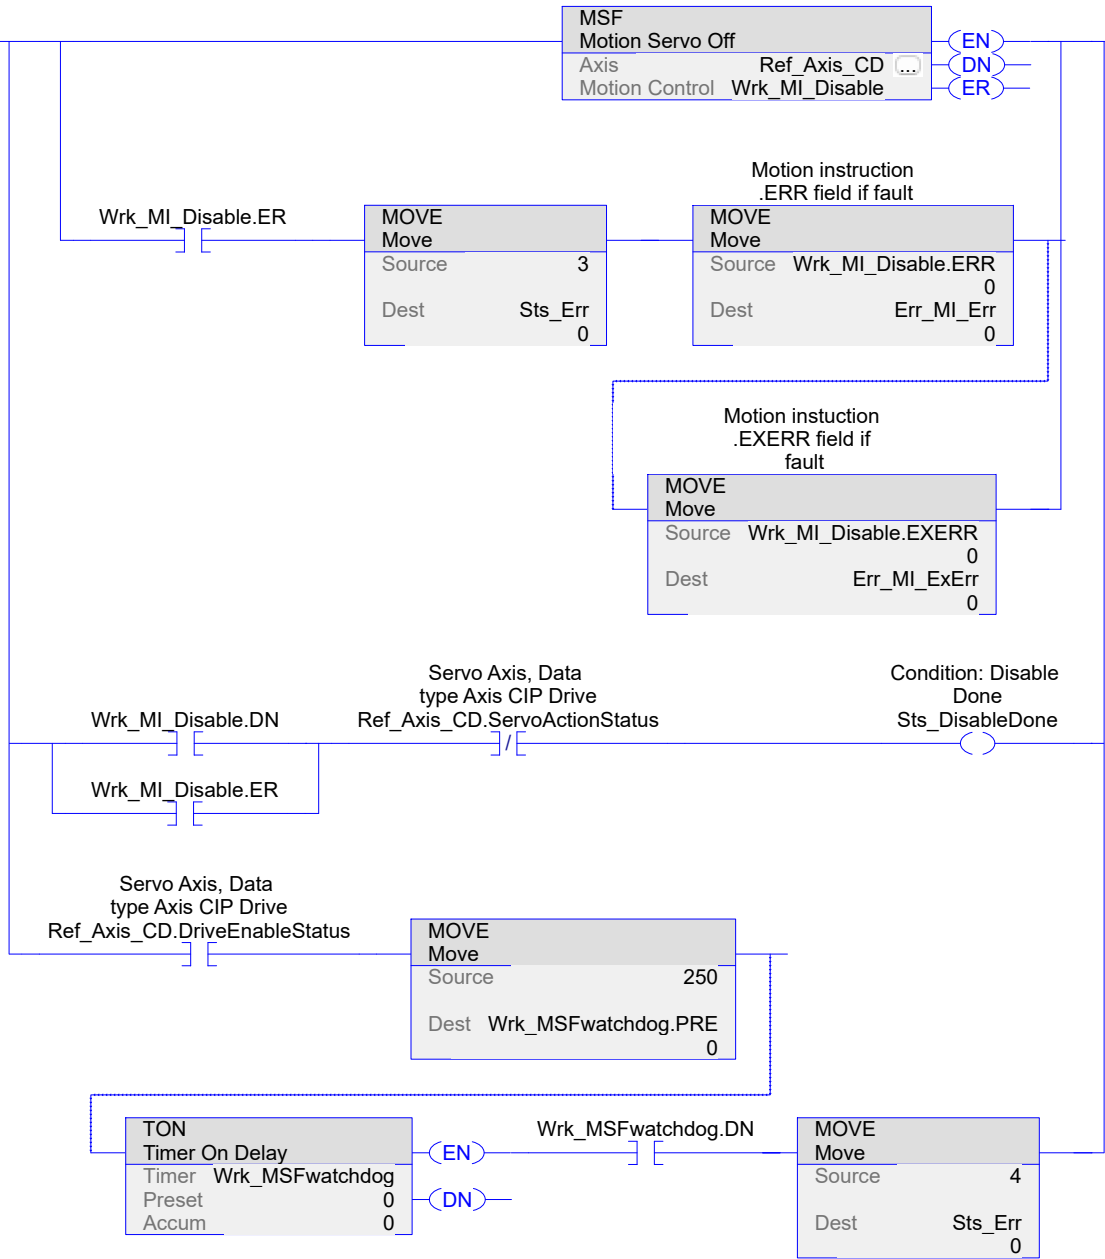 MSF
Motion Servo Off
Axis Ref_Axis_CD ...
Motion Control Wrk_MI_Disable
EN
DN
ER
Wrk_MI_Disable.ER
MOVE
Move
Source 3
Dest Sts_Err
0
Motion instruction
.ERR field if fault
MOVE
Move
Source Wrk_MI_Disable.ERR
0
Dest Err_MI_Err
0
Motion instuction
.EXERR field if
fault
MOVE
Move
Source Wrk_MI_Disable.EXERR
0
Dest Err_MI_ExErr
0
Wrk_MI_Disable.DN
Wrk_MI_Disable.ER
Servo Axis, Data
type Axis CIP Drive
Ref_Axis_CD.ServoActionStatus
/
Condition: Disable
Done
Sts_DisableDone
Servo Axis, Data
type Axis CIP Drive
Ref_Axis_CD.DriveEnableStatus
MOVE
Move
Source 250
Dest Wrk_MSFwatchdog.PRE
0
TON
Timer On Delay
Timer Wrk_MSFwatchdog
Preset 0
Accum 0
EN
DN
Wrk_MSFwatchdog.DN
MOVE
Move
Source 4
Dest Sts_Err
0